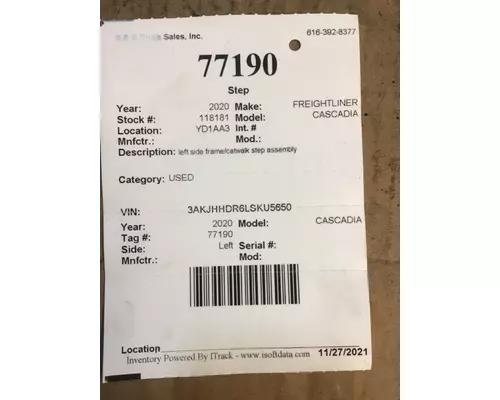 Sales, Inc. 616-392-8377
77190
Step
Year: 2020 Make: FREIGHTLINER
Stock #: 118181 Model: CASCADIA
Location: YD1AA3 Int. #
Mnfctr.: Mod.:
Description: left side frame/catwalk step assembly
Category: USED
VIN: 3AKJHHDR6LSKU5650
Year: 2020 Model: CASCADIA
Tag #: 77190
Side: Left Serial #:
Mnfctr.: Mod:
Location
Inventory Powered By ITrack - www.isoftdata.com 11/27/2021